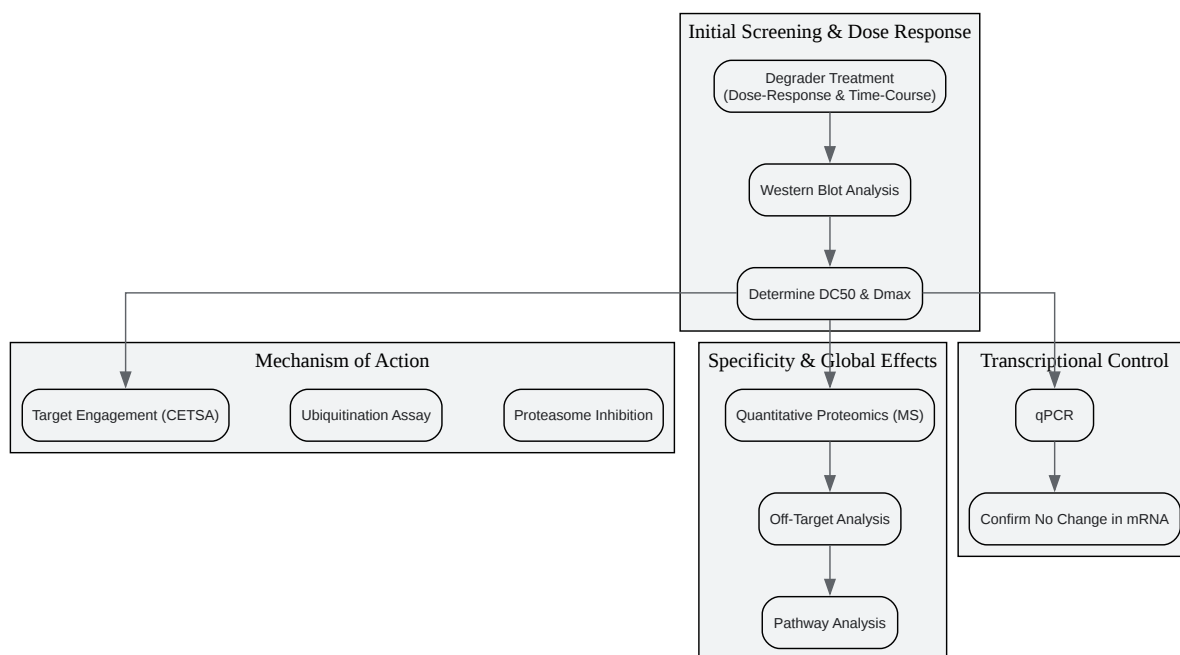 Initial Screening & Dose Response
Degrader Treatment
(Dose-Response & Time-Course)
Western Blot Analysis
Determine DC50 & Dmax
Mechanism of Action
Target Engagement (CETSA)
Ubiquitination Assay
Proteasome Inhibition
Specificity & Global Effects
Quantitative Proteomics (MS)
Off-Target Analysis
Pathway Analysis
Transcriptional Control
qPCR
Confirm No Change in mRNA